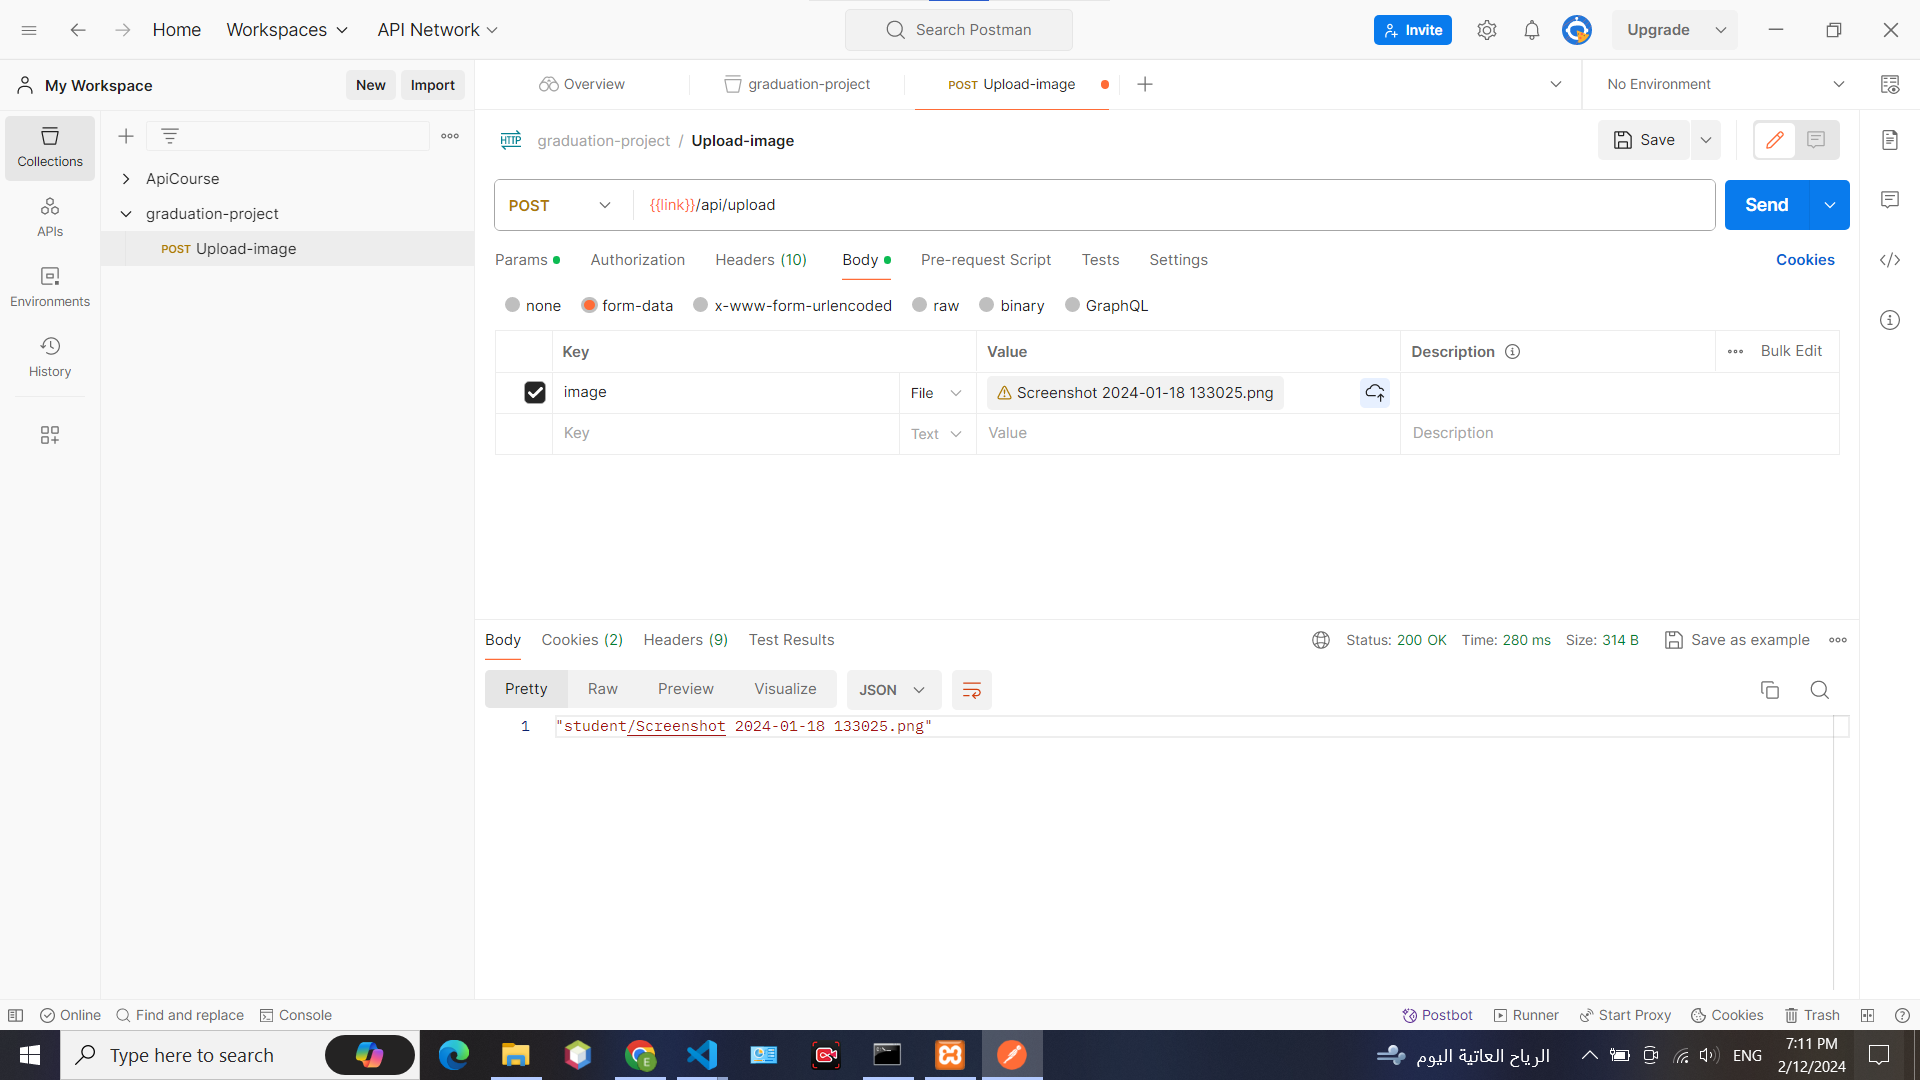 Home Workspaces API Network Search Postman Invite Upgrade
My Workspace New Import Overview graduation-project POST Upload-image No Environment
Collections
APIs
Environments
History
ApiCourse
graduation-project
POST Upload-image
HTTP graduation-project / Upload-image Save
POST {{link}}/api/upload Send
Params Authorization Headers (10) Body Pre-request Script Tests Settings Cookies
none form-data x-www-form-urlencoded raw binary GraphQL
Key Value Description Bulk Edit
image File Screenshot 2024-01-18 133025.png
Key Text Value Description
Body Cookies (2) Headers (9) Test Results Status: 200 OK Time: 280 ms Size: 314 B Save as example
Pretty Raw Preview Visualize JSON
1 "student/Screenshot 2024-01-18 133025.png"
Online Find and replace Console Postbot Runner Start Proxy Cookies Trash
Type here to search E الرياح العاتية اليوم ENG 7:11 PM
2/12/2024